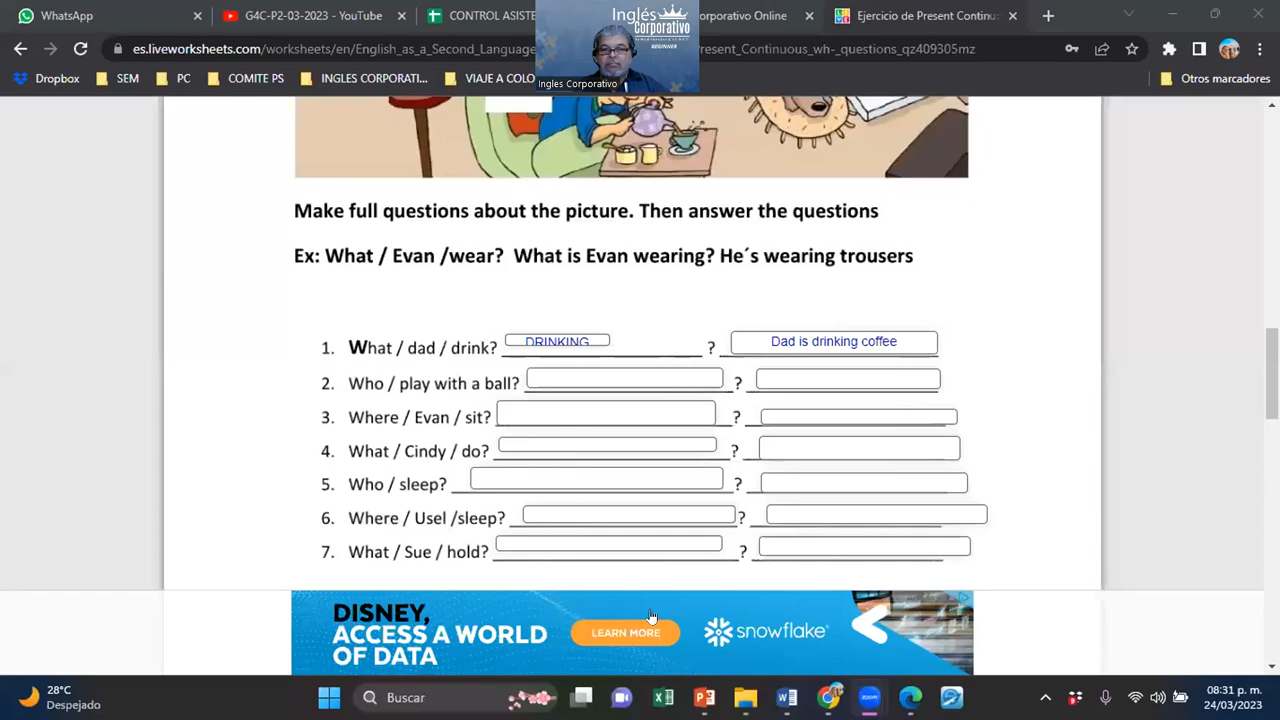 WhatsApp
G4C-P2-03-2023 - YouTube
CONTROL ASISTE
Inglés
Corporativo
BEGINNER
Ingles Corporativo
orporativo Online
Ejercicio de Present Continu
es.liveworksheets.com/worksheets/en/English_as_a_Second_Language
resent_Continuous_wh-_questions_qz409305mz
Dropbox
SEM
PC
COMITE PS
INGLES CORPORATI...
VIAJE A COLO
Otros marcadores
Make full questions about the picture. Then answer the questions
Ex: What / Evan /wear? What is Evan wearing? He´s wearing trousers
1. What / dad / drink? DRINKING ? Dad is drinking coffee
2. Who / play with a ball? ?
3. Where / Evan / sit? ?
4. What / Cindy / do? ?
5. Who / sleep? ?
6. Where / Usel /sleep? ?
7. What / Sue / hold? ?
DISNEY,
ACCESS A WORLD
OF DATA
LEARN MORE
snowflake
28°C
Despejado
Buscar
zoom
08:31 p. m.
24/03/2023